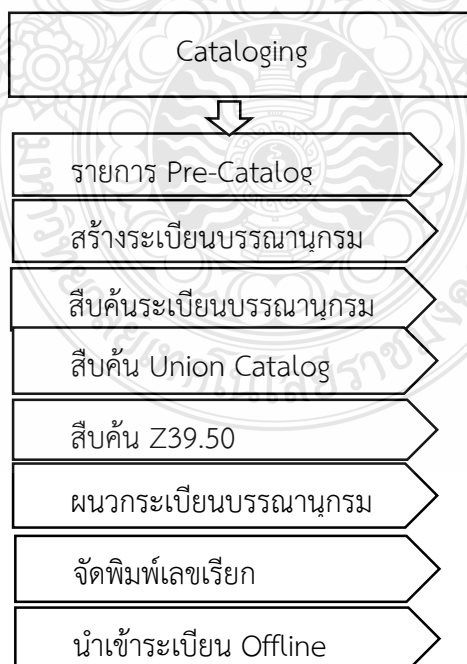 Cataloging
รายการ Pre-Catalog
สร้างระเบียนบรรณานุกรม
สืบค้นระเบียนบรรณานุกรม
สืบค้น Union Catalog
สืบค้น Z39.50
ผนวกระเบียนบรรณานุกรม
จัดพิมพ์เลขเรียก
นำเข้าระเบียน Offline